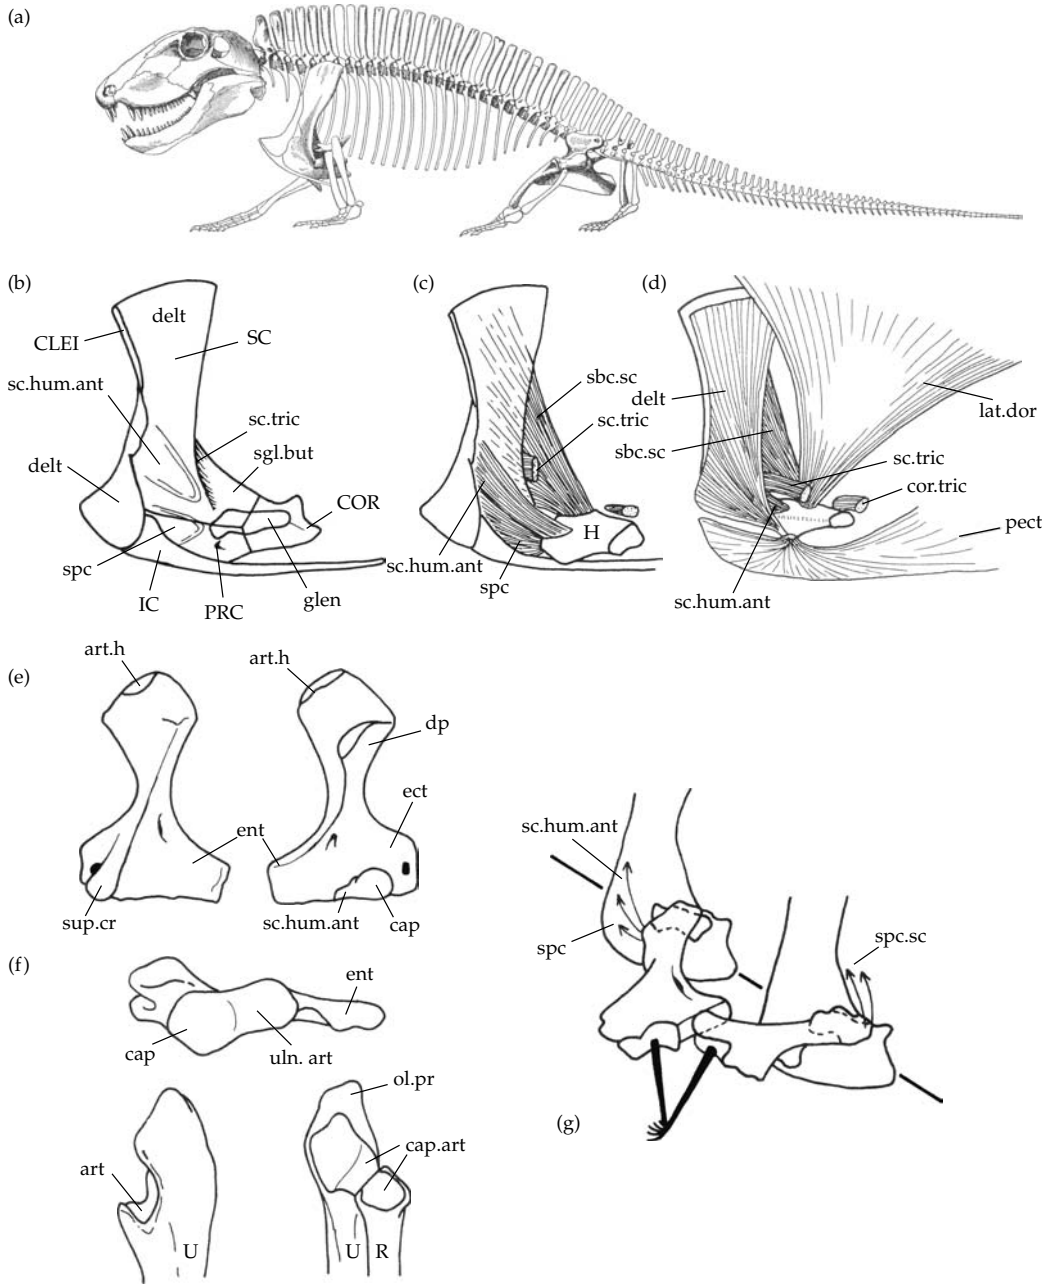 (a)
(b)
delt
CLEI
SC
sc.hum.ant
sc.tric
sgl.but
delt
COR
spc
IC
PRC
glen
(c)
sbc.sc
sc.tric
H
sc.hum.ant
spc
(d)
delt
lat.dor
sbc.sc
sc.tric
cor.tric
pect
sc.hum.ant
(e)
art.h
art.h
dp
ect
ent
sup.cr
sc.hum.ant
cap
(f)
ent
cap
uln. art
ol.pr
cap.art
art
U
U
R
sc.hum.ant
spc
spc.sc
(g)